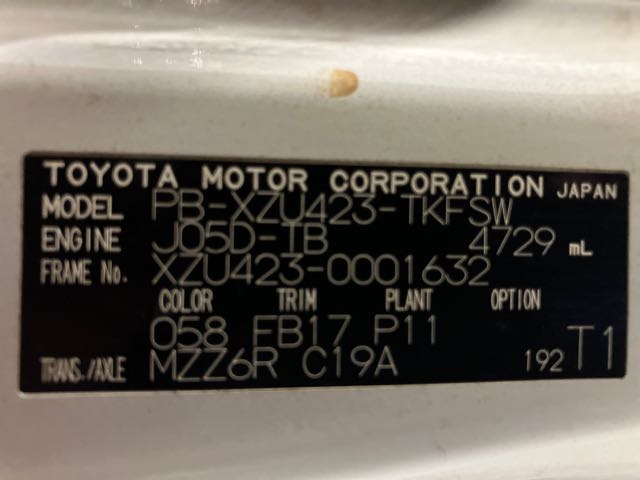 TOYOTA MOTOR CORPORATION JAPAN
MODEL PB-XZU423-TKFSW
ENGINE J05D-TB 4729 mL
FRAME No. XZU423-0001632
COLOR TRIM PLANT OPTION
058 FB17 P11
TRANS./AXLE MZZ6R C19A 192 T1